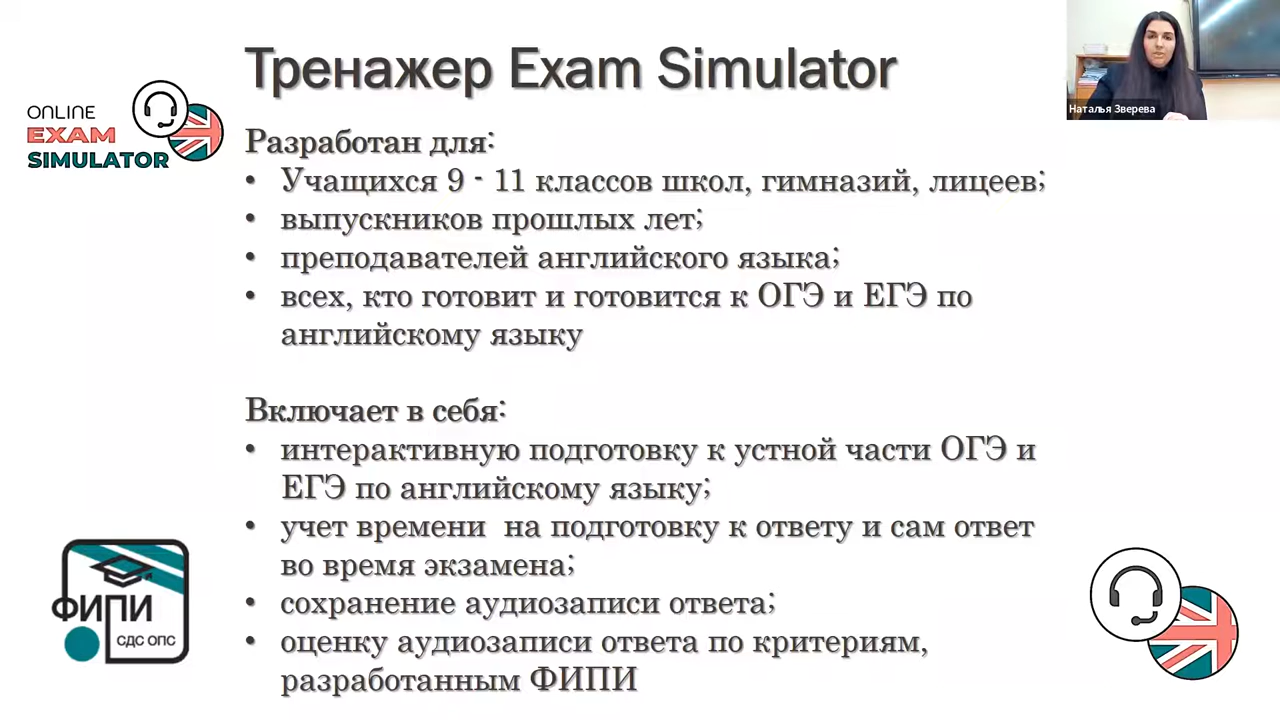 Тренажер Exam Simulator
Наталья Зверева
ONLINE
EXAM
SIMULATOR
Разработан для:
• Учащихся 9 - 11 классов школ, гимназий, лицеев;
• выпускников прошлых лет;
• преподавателей английского языка;
• всех, кто готовит и готовится к ОГЭ и ЕГЭ по
английскому языку
Включает в себя:
• интерактивную подготовку к устной части ОГЭ и
ЕГЭ по английскому языку;
• учет времени на подготовку к ответу и сам ответ
во время экзамена;
• сохранение аудиозаписи ответа;
• оценку аудиозаписи ответа по критериям,
разработанным ФИПИ
ФИПИ
СДС ОПС